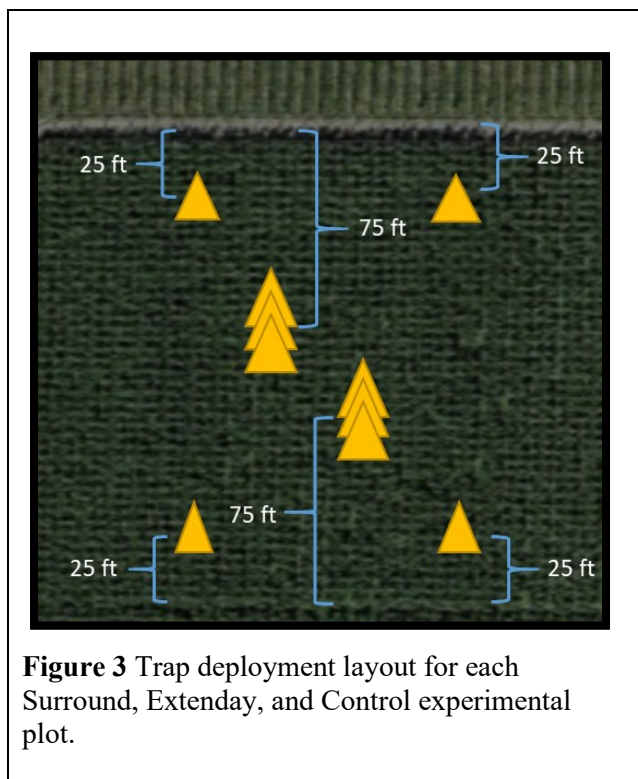 25 ft
25 ft
75 ft
75 ft
25 ft
25 ft
Figure 3 Trap deployment layout for each
Surround, Extenday, and Control experimental
plot.